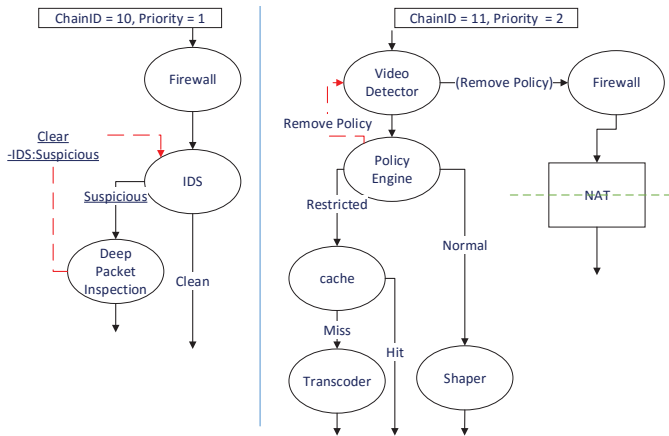 ChainID = 10, Priority = 1
Firewall
Clear
-IDS:Suspicious
IDS
Suspicious
Deep
Packet
Inspection
Clean
ChainID = 11, Priority = 2
Video
Detector
(Remove Policy)
Firewall
Remove Policy
Policy
Engine
NAT
Restricted
Normal
cache
Miss
Hit
Transcoder
Shaper